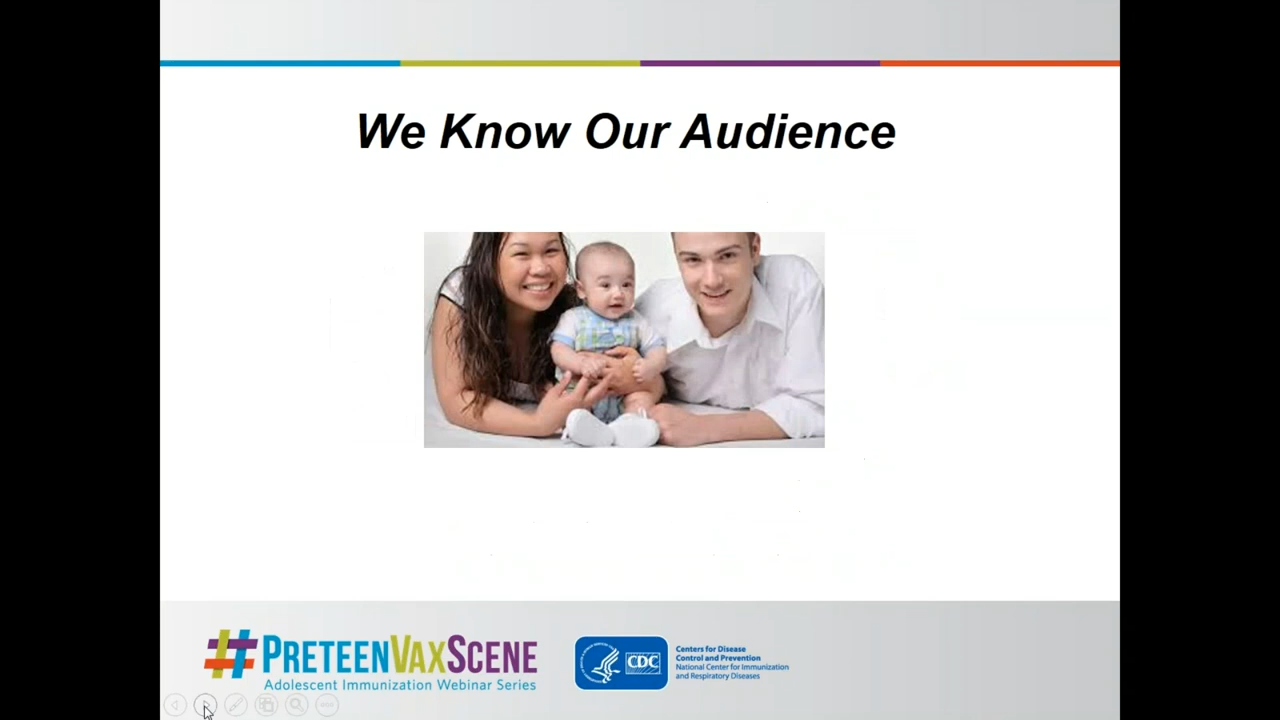 We Know Our Audience
#PRETEENVAXSCENE
Adolescent Immunization Webinar Series
CDC
Centers for Disease
Control and Prevention
National Center for Immunization
and Respiratory Diseases